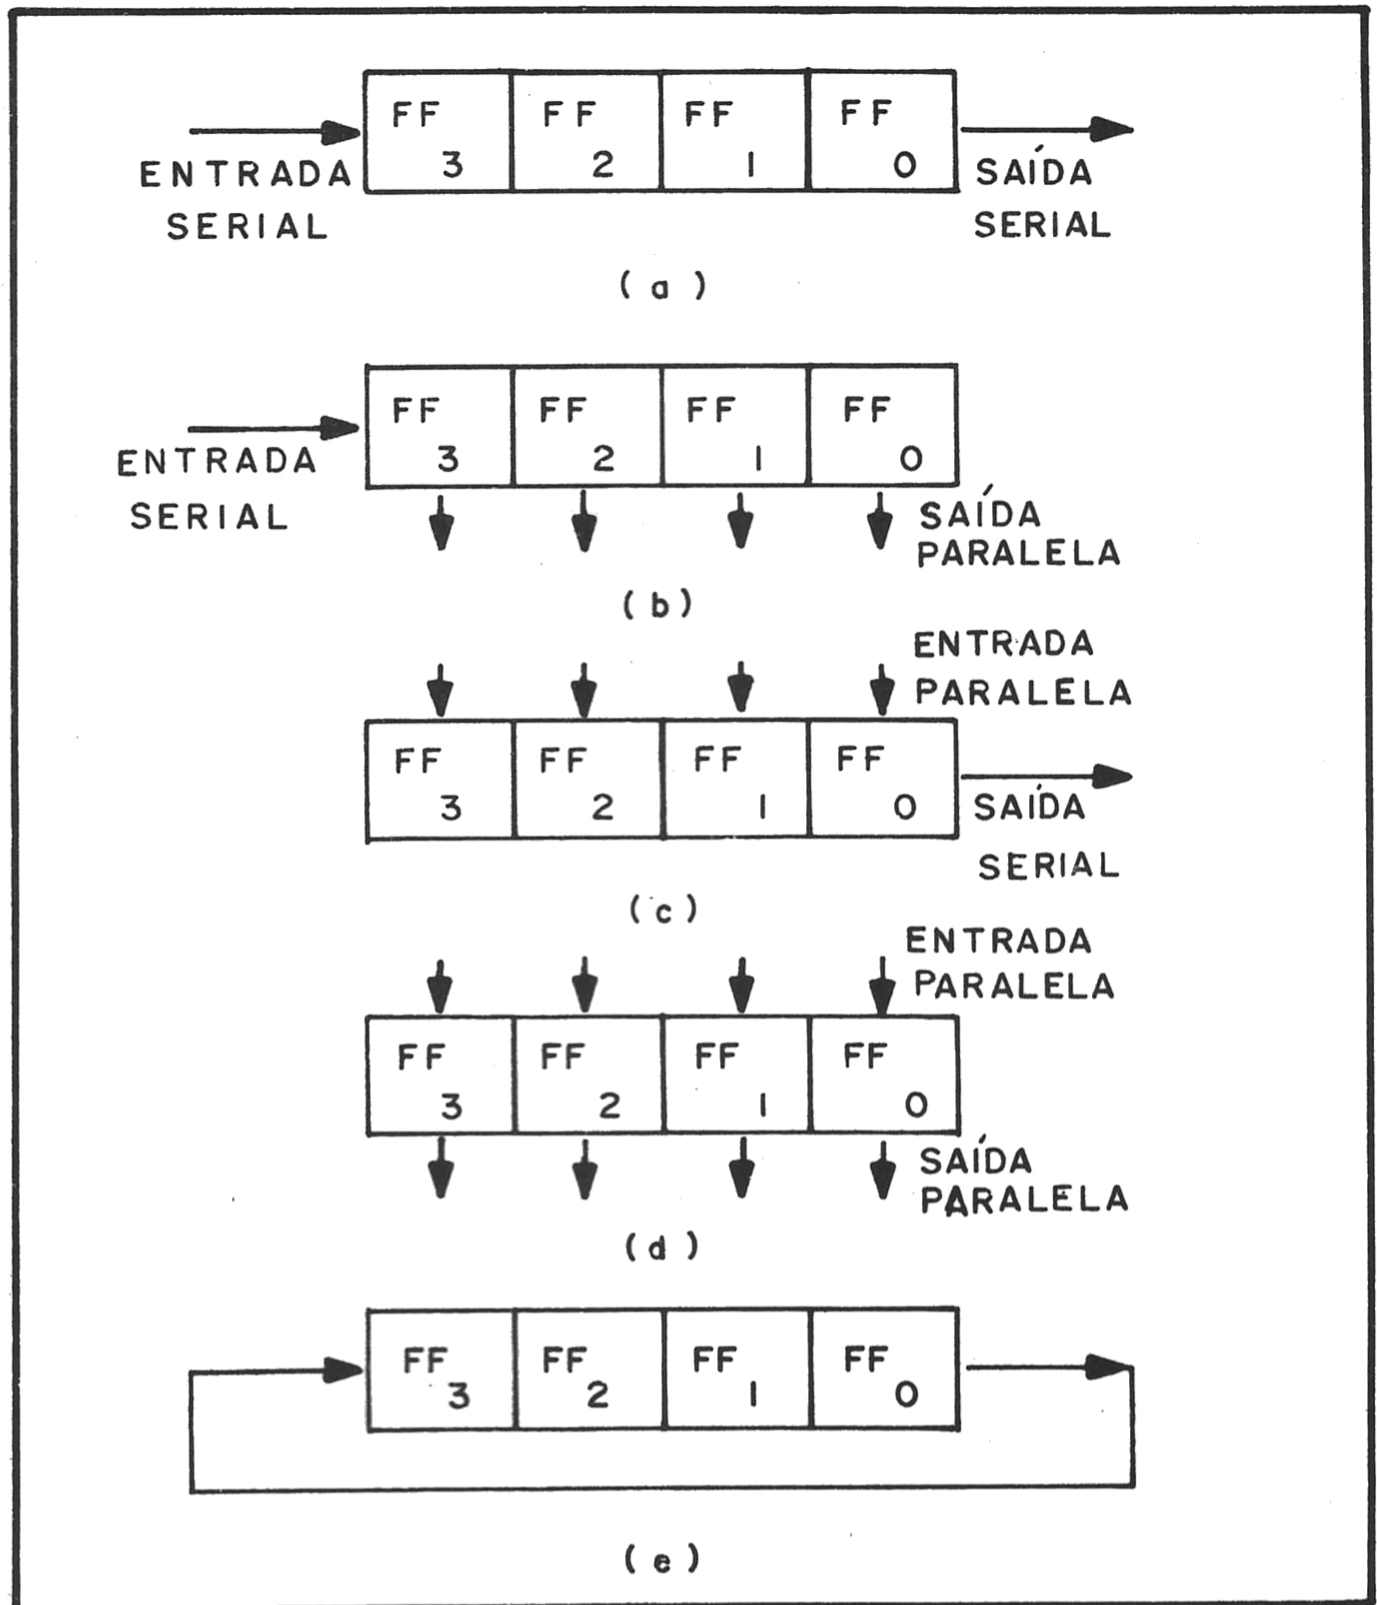 FF FF FF FF
3 2 1 0
ENTRADA SERIAL
SAÍDA SERIAL
(a)
FF FF FF FF
3 2 1 0
ENTRADA
SERIAL
SAÍDA
PARALELA
(b)
ENTRADA
PARALELA
FF FF FF FF
3 2 1 0
SAÍDA
SERIAL
(c)
ENTRADA
PARALELA
FF FF FF FF
3 2 1 0
SAÍDA
PARALELA
(d)
FF FF FF FF
3 2 1 0
(e)